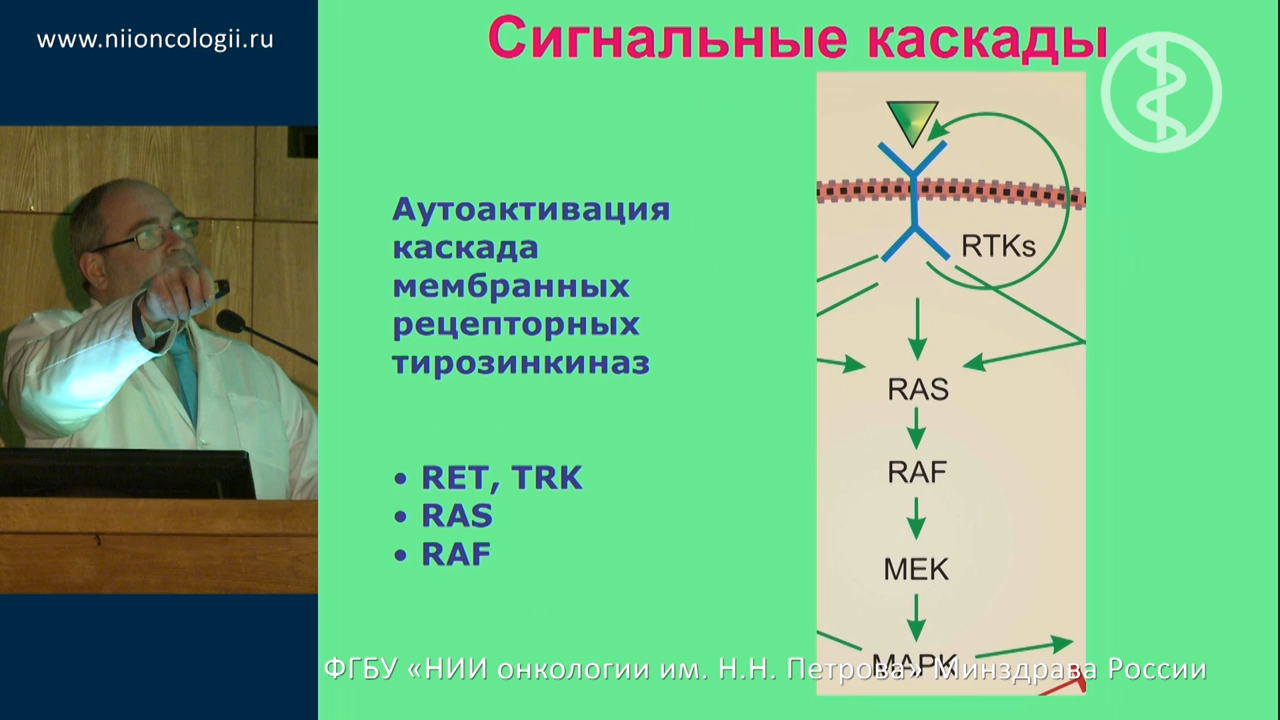 www.niioncologii.ru
Сигнальные каскады
Аутоактивация
каскада
мембранных
рецепторных
тирозинкиназ
• RET, TRK
• RAS
• RAF
RTKs
RAS
RAF
MEK
MAPK
ФГБУ «НИИ онкологии им. Н.Н. Петрова» Минздрава России